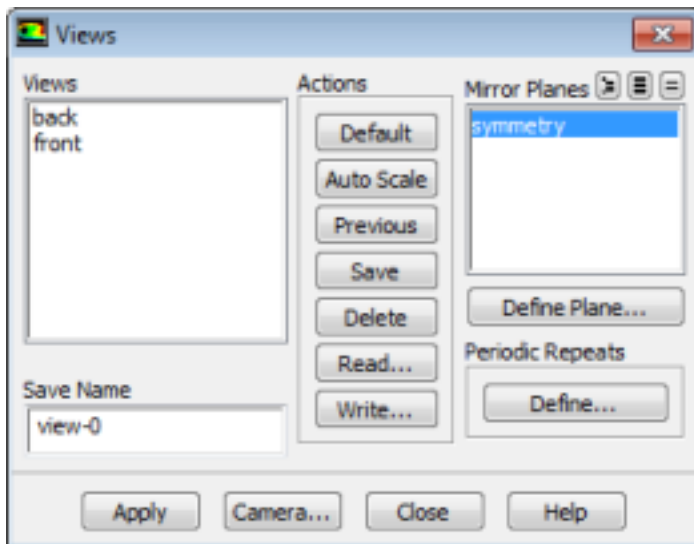 Views
Views
back
front
Save Name
view-0
Actions
Default
Auto Scale
Previous
Save
Delete
Read...
Write...
Mirror Planes
symmetry
Define Plane...
Periodic Repeats
Define...
Apply
Camera...
Close
Help